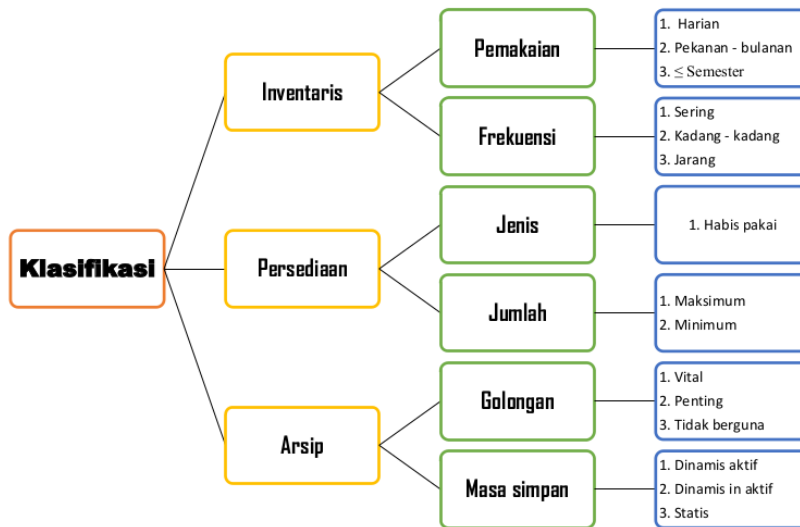 Klasifikasi
Inventaris
Pemakaian
1. Harian
2. Pekanan - bulanan
3. ≤ Semester
Frekuensi
1. Sering
2. Kadang - kadang
3. Jarang
Persediaan
Jenis
1. Habis pakai
Jumlah
1. Maksimum
2. Minimum
Arsip
Golongan
1. Vital
2. Penting
3. Tidak berguna
Masa simpan
1. Dinamis aktif
2. Dinamis in aktif
3. Statis